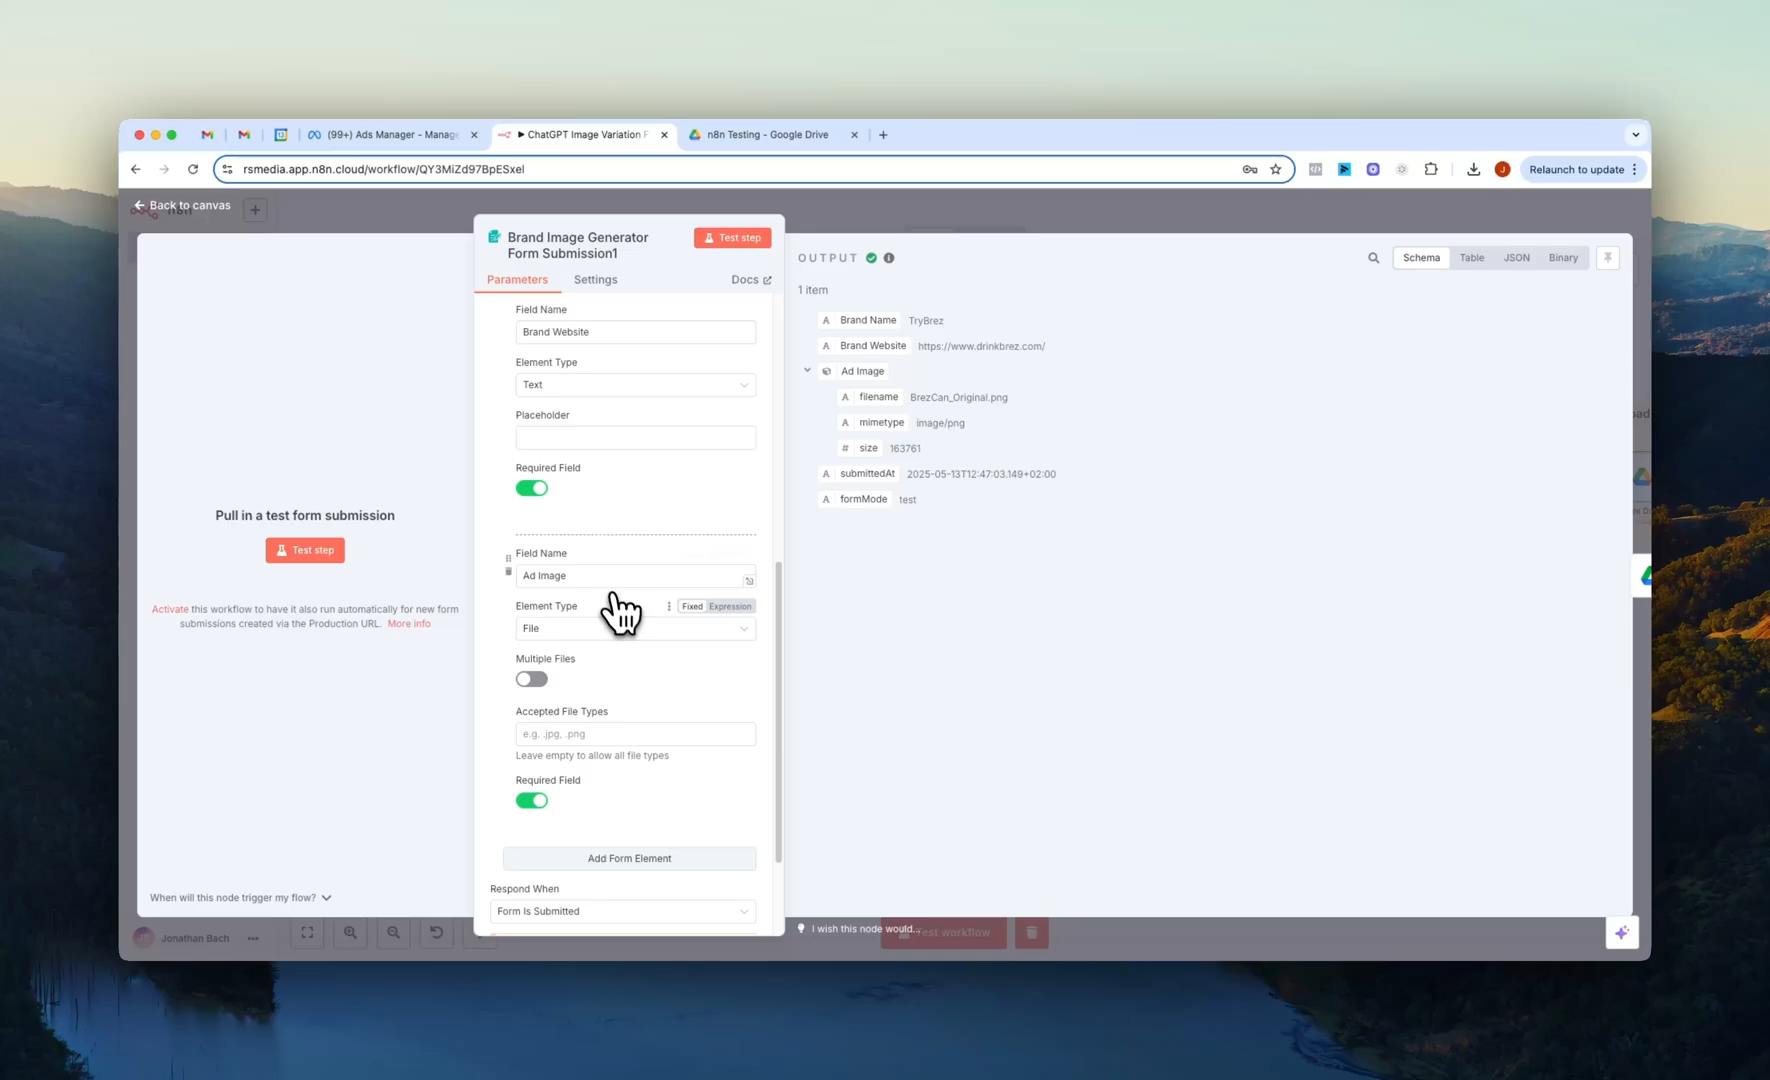 (99+) Ads Manager - Manage
▶ ChatGPT Image Variation F
n8n Testing - Google Drive
rsmedia.app.n8n.cloud/workflow/QY3MiZd97BpESxel
Relaunch to update
Back to canvas
n8n
Brand Image Generator
Form Submission1
Test step
Parameters
Settings
Docs
Field Name
Brand Website
Element Type
Text
Placeholder
Required Field
Field Name
Ad Image
Element Type
Fixed
Expression
File
Multiple Files
Accepted File Types
e.g. .jpg, .png
Leave empty to allow all file types
Required Field
Add Form Element
Respond When
Form Is Submitted
Pull in a test form submission
Test step
Activate this workflow to have it also run automatically for new form
submissions created via the Production URL. More info
When will this node trigger my flow?
OUTPUT
Schema
Table
JSON
Binary
1 item
A Brand Name TryBrez
A Brand Website https://www.drinkbrez.com/
Ad Image
A filename BrezCan_Original.png
A mimetype image/png
# size 163761
A submittedAt 2025-05-13T12:47:03.149+02:00
A formMode test
I wish this node would...
Test workflow
Jonathan Bach